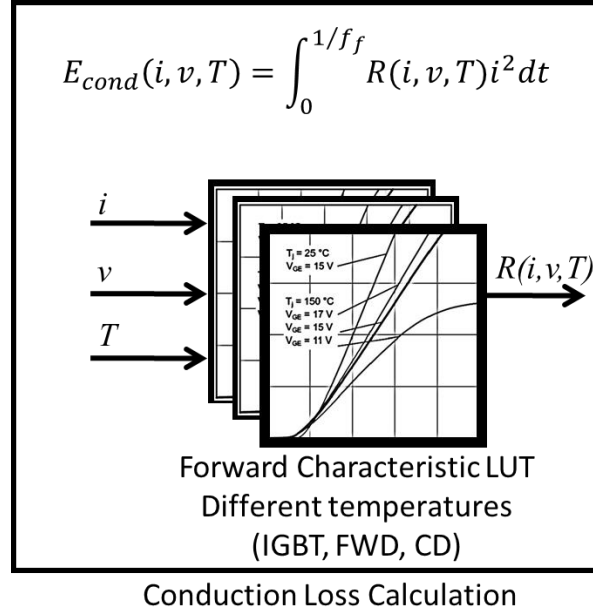 E_cond(i, v, T) = ∫_0^{1/f_f} R(i, v, T)i² dt
i
v
T
T_j = 25 °C
V_GE = 15 V
T_j = 150 °C
V_GE = 17 V
V_GE = 15 V
V_GE = 11 V
R(i,v,T)
Forward Characteristic LUT
Different temperatures
(IGBT, FWD, CD)
Conduction Loss Calculation